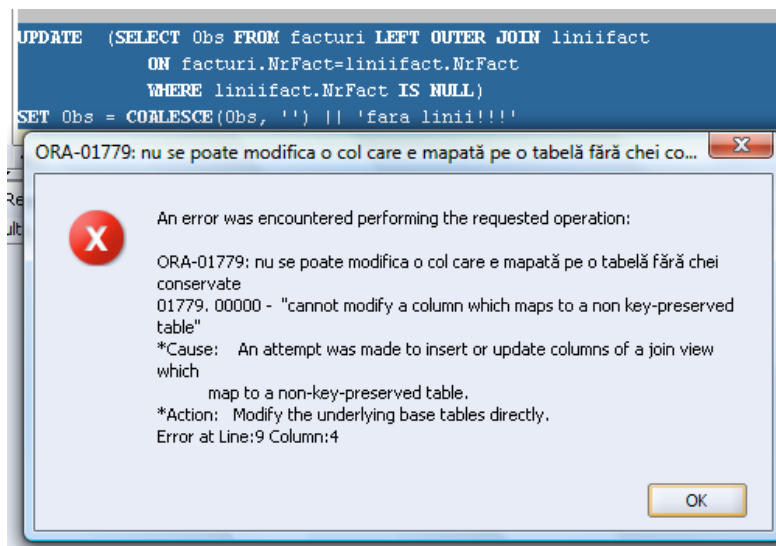 UPDATE (SELECT Obs FROM facturi LEFT OUTER JOIN liniifact
ON facturi.NrFact=liniifact.NrFact
WHERE liniifact.NrFact IS NULL)
SET Obs = COALESCE(Obs, '') || 'fara linii!!!'
ORA-01779: nu se poate modifica o col care e mapată pe o tabelă fără chei co...
An error was encountered performing the requested operation:
ORA-01779: nu se poate modifica o col care e mapată pe o tabelă fără chei
conservate
01779. 00000 - "cannot modify a column which maps to a non key-preserved
table"
*Cause: An attempt was made to insert or update columns of a join view
which
map to a non-key-preserved table.
*Action: Modify the underlying base tables directly.
Error at Line:9 Column:4
OK